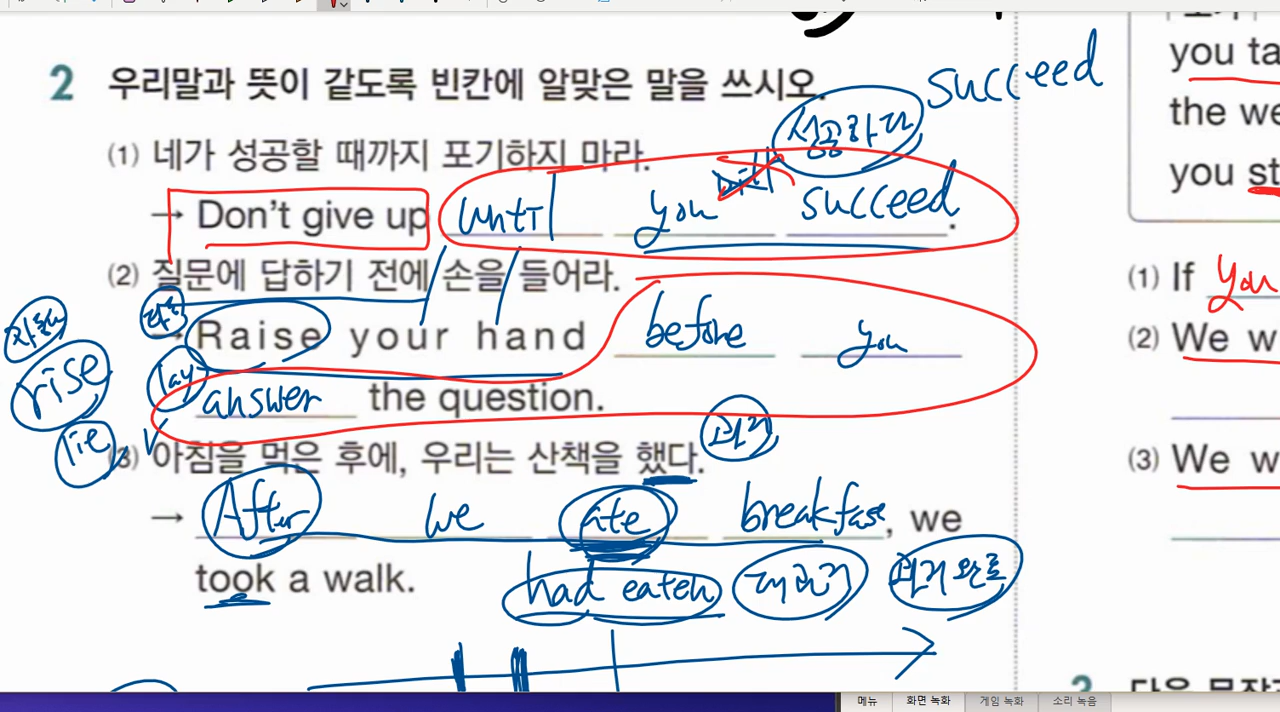 2 우리말과 뜻이 같도록 빈칸에 알맞은 말을 쓰시오. succeed
성공하다
(1) 네가 성공할 때까지 포기하지 마라.
will
→ Don't give up until you succeed.
(2) 질문에 답하기 전에 손을 들어라.
자동사 타동
→ Raise your hand before you
rise lay
answer the question.
lie
(3) 아침을 먹은 후에, 우리는 산책을 했다. 과거
→ After we ate breakfast, we
took a walk.
had eaten 대과거 과거완료
you ta
the we
you st
(1) If you
(2) We w
(3) We w
메뉴 화면 녹화 게임 녹화 소리 녹음